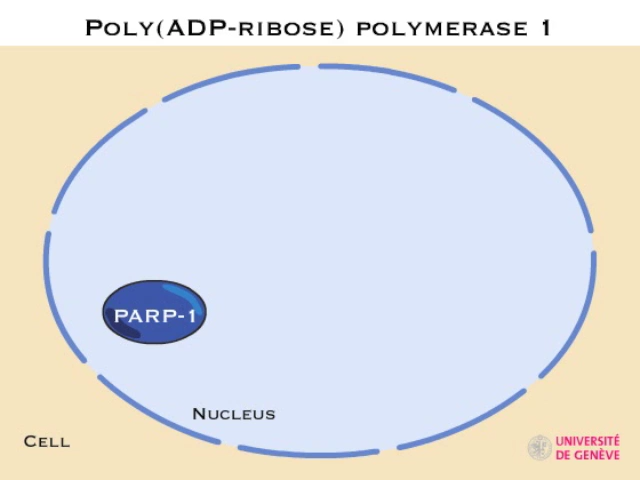 Poly(ADP-ribose) polymerase 1
PARP-1
Nucleus
Cell
UNIVERSITÉ
DE GENÈVE